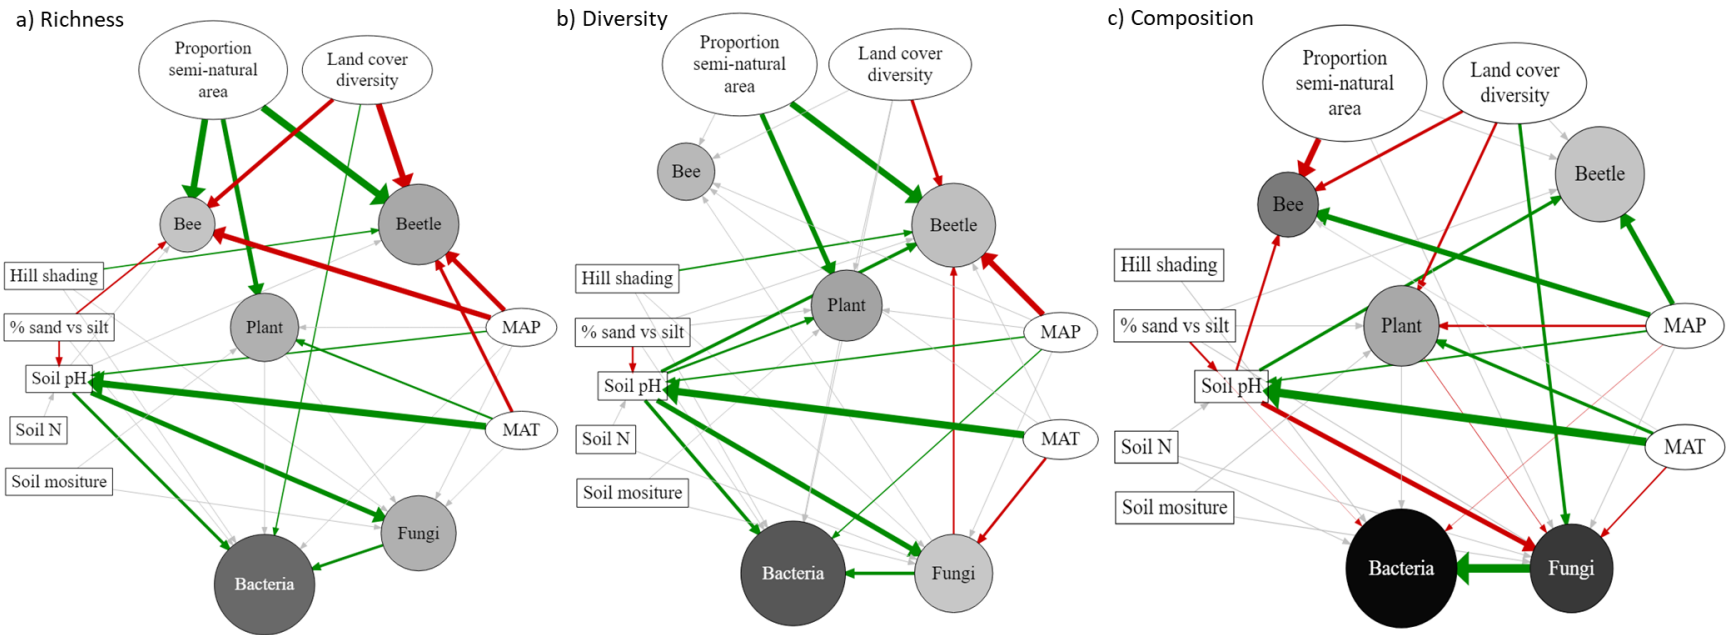 a) Richness
Proportion
semi-natural
area
Land cover
diversity
Bee
Beetle
Hill shading
% sand vs silt
Plant
MAP
Soil pH
Soil N
MAT
Soil mositure
Fungi
Bacteria
b) Diversity
Proportion
semi-natural
area
Land cover
diversity
Bee
Beetle
Hill shading
Plant
% sand vs silt
MAP
Soil pH
Soil N
MAT
Soil mositure
Bacteria
Fungi
c) Composition
Proportion
semi-natural
area
Land cover
diversity
Beetle
Bee
Hill shading
% sand vs silt
Plant
MAP
Soil pH
Soil N
MAT
Soil mositure
Bacteria
Fungi